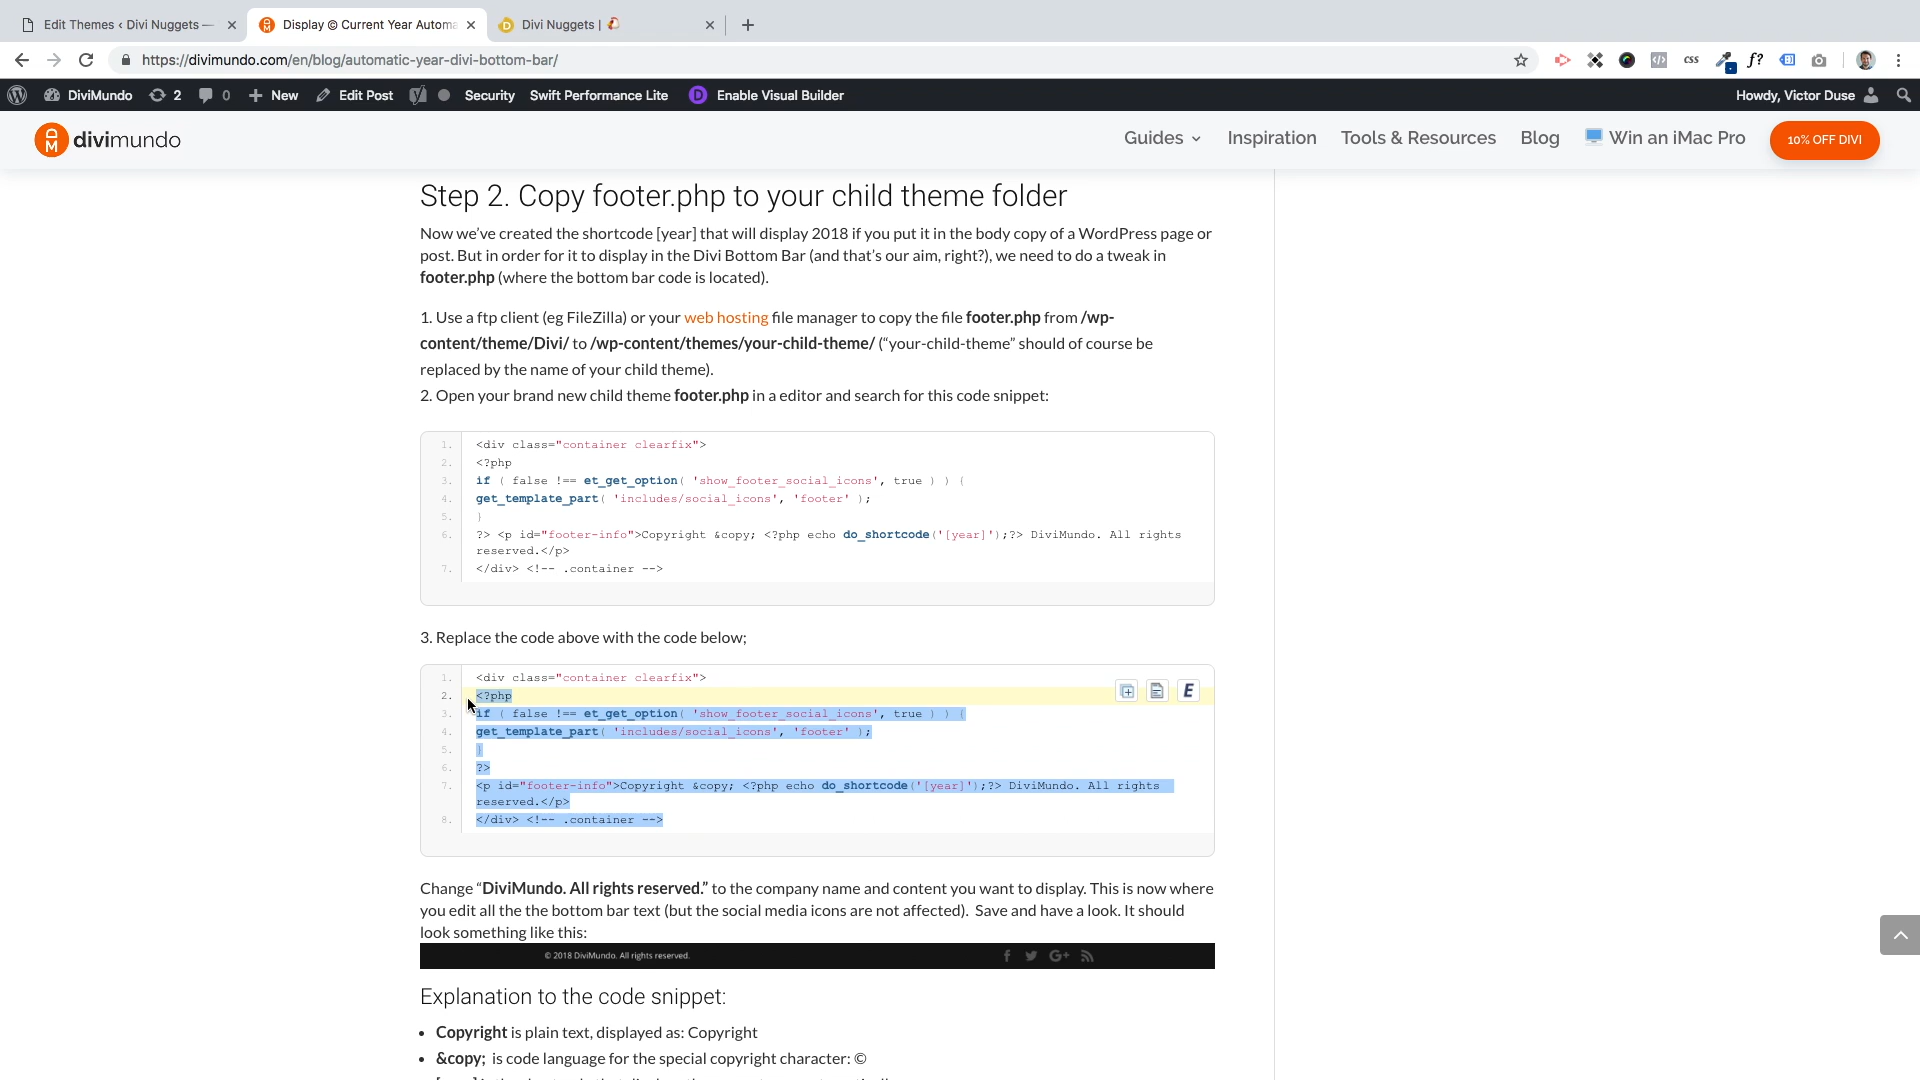 Edit Themes ‹ Divi Nuggets —
Display © Current Year Automa
Divi Nuggets |
https://divimundo.com/en/blog/automatic-year-divi-bottom-bar/
css
f?
DiviMundo
2
0
New
Edit Post
Security
Swift Performance Lite
D
Enable Visual Builder
Howdy, Victor Duse
DM divimundo
Guides
Inspiration
Tools & Resources
Blog
Win an iMac Pro
10% OFF DIVI
Step 2. Copy footer.php to your child theme folder
Now we’ve created the shortcode [year] that will display 2018 if you put it in the body copy of a WordPress page or
post. But in order for it to display in the Divi Bottom Bar (and that’s our aim, right?), we need to do a tweak in
footer.php (where the bottom bar code is located).
1. Use a ftp client (eg FileZilla) or your web hosting file manager to copy the file footer.php from /wp-
content/theme/Divi/ to /wp-content/themes/your-child-theme/ (“your-child-theme” should of course be
replaced by the name of your child theme).
2. Open your brand new child theme footer.php in a editor and search for this code snippet:
1. <div class="container clearfix">
2. <?php
3. if ( false !== et_get_option( 'show_footer_social_icons', true ) ) {
4. get_template_part( 'includes/social_icons', 'footer' );
5. }
6. ?> <p id="footer-info">Copyright &copy; <?php echo do_shortcode('[year]');?> DiviMundo. All rights
reserved.</p>
7. </div> <!-- .container -->
3. Replace the code above with the code below;
1. <div class="container clearfix">
2. <?php
E
3. if ( false !== et_get_option( 'show_footer_social_icons', true ) ) {
4. get_template_part( 'includes/social_icons', 'footer' );
5. }
6. ?>
7. <p id="footer-info">Copyright &copy; <?php echo do_shortcode('[year]');?> DiviMundo. All rights
reserved.</p>
8. </div> <!-- .container -->
Change “DiviMundo. All rights reserved.” to the company name and content you want to display. This is now where
you edit all the the bottom bar text (but the social media icons are not affected). Save and have a look. It should
look something like this:
© 2018 DiviMundo. All rights reserved.
Explanation to the code snippet:
• Copyright is plain text, displayed as: Copyright
• &copy; is code language for the special copyright character: ©